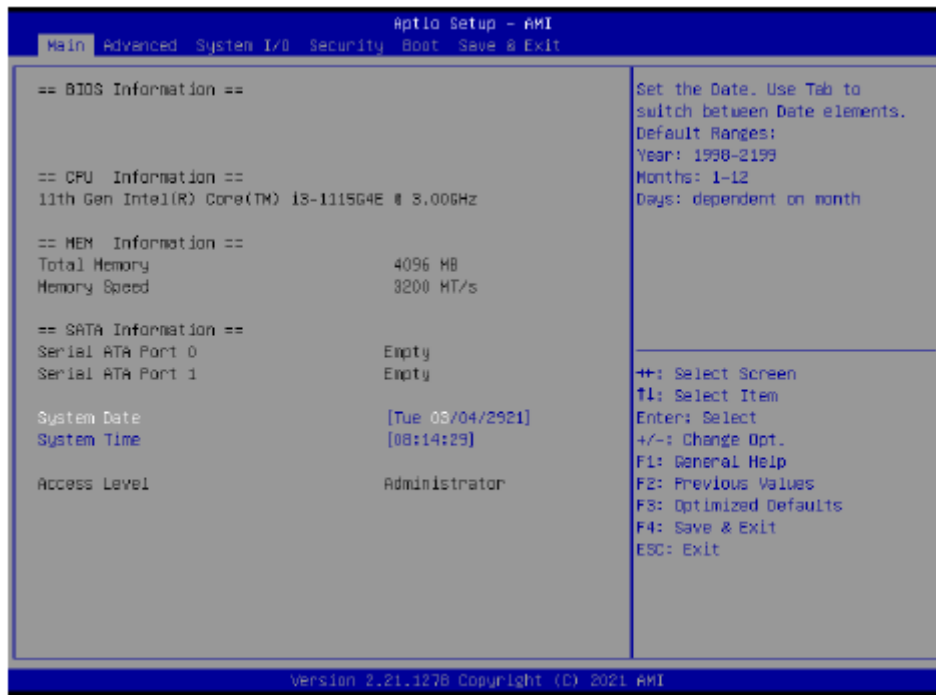 Aptio Setup - AMI
Main Advanced System I/O Security Boot Save & Exit
== BIOS Information ==
== CPU Information ==
11th Gen Intel(R) Core(TM) i3-1115G4E @ 3.00GHz
== MEM Information ==
Total Memory 4096 MB
Memory Speed 3200 MT/s
== SATA Information ==
Serial ATA Port 0 Empty
Serial ATA Port 1 Empty
System Date [Tue 03/04/2921]
System Time [08:14:29]
Access Level Administrator
Set the Date. Use Tab to
switch between Date elements.
Default Ranges:
Year: 1998-2199
Months: 1-12
Days: dependent on month
→←: Select Screen
↑↓: Select Item
Enter: Select
+/-: Change Opt.
F1: General Help
F2: Previous Values
F3: Optimized Defaults
F4: Save & Exit
ESC: Exit
Version 2.21.1278 Copyright (C) 2021 AMI